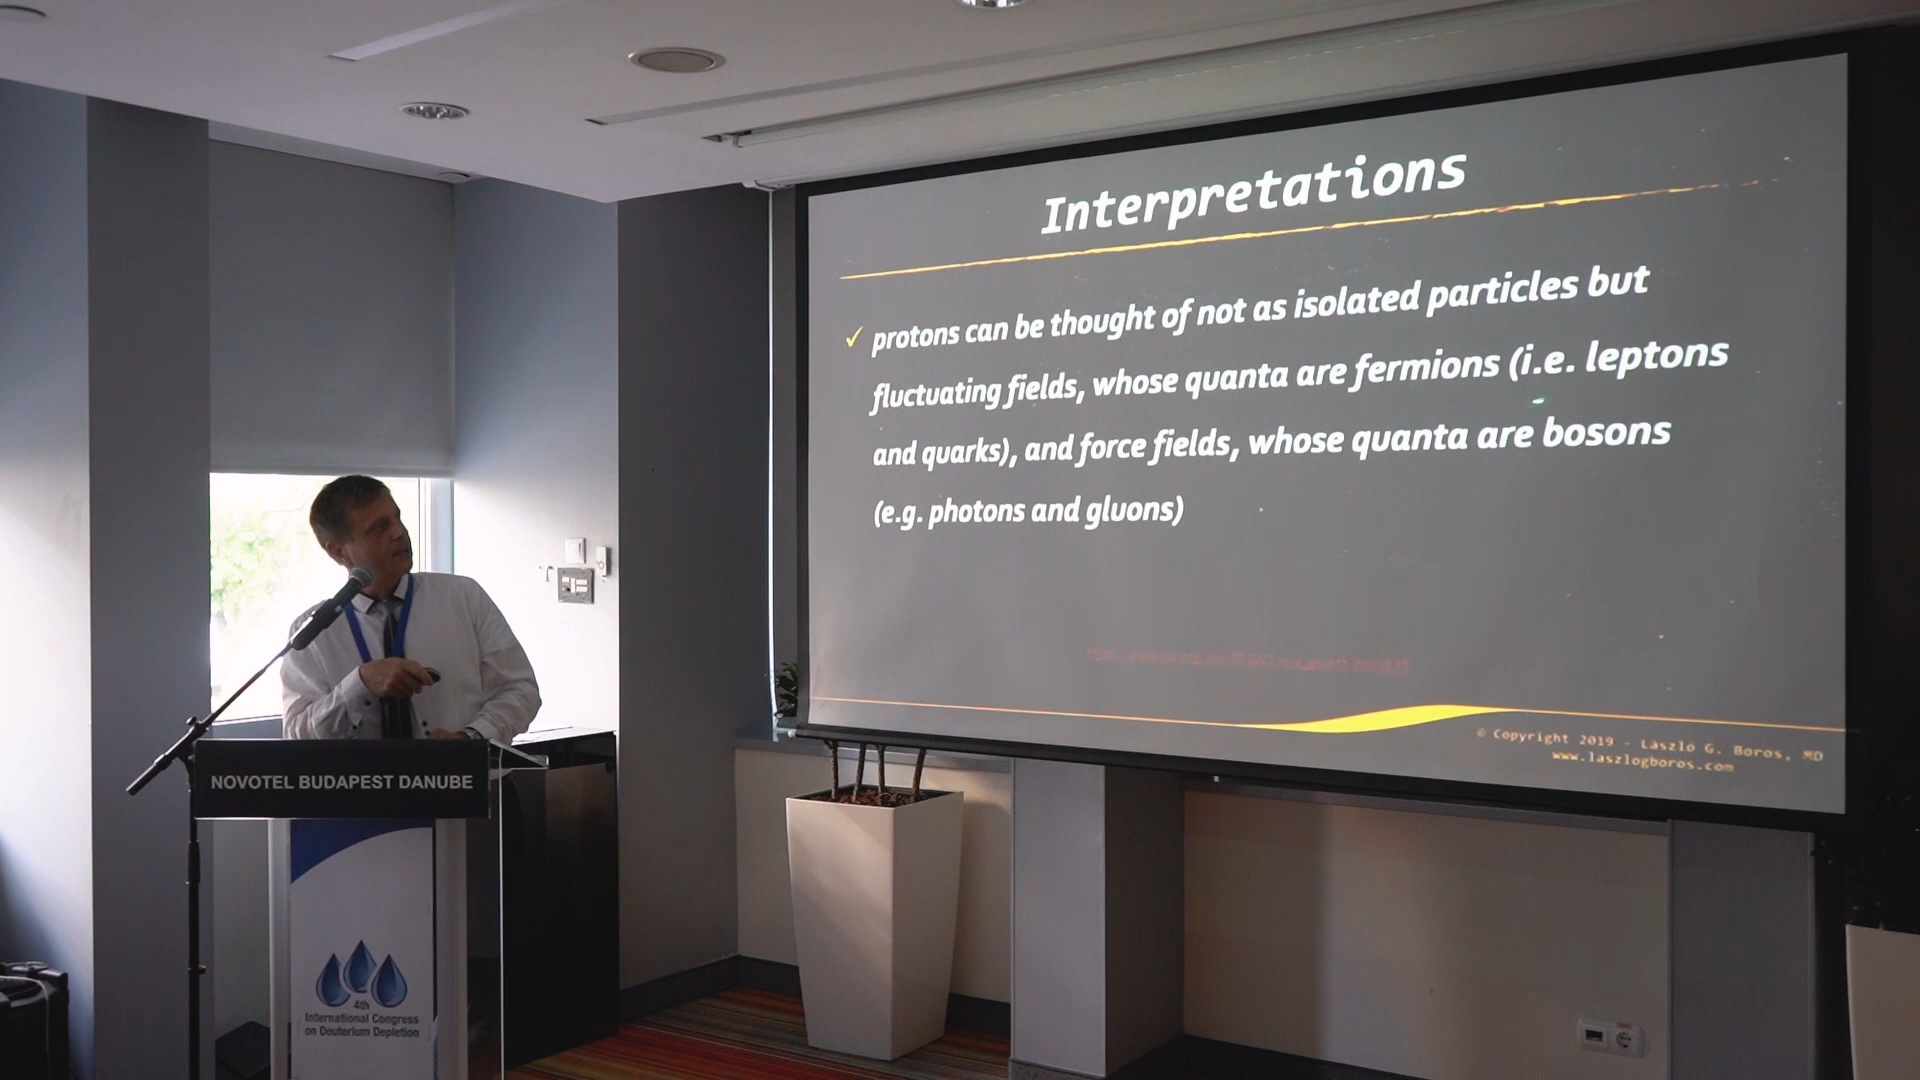 Interpretations
✓ protons can be thought of not as isolated particles but
fluctuating fields, whose quanta are fermions (i.e. leptons
and quarks), and force fields, whose quanta are bosons
(e.g. photons and gluons)
© Copyright 2019 - Laszlo G. Boros, MD
www.laszlogboros.com
NOVOTEL BUDAPEST DANUBE
4th
International Congress
on Deuterium Depletion